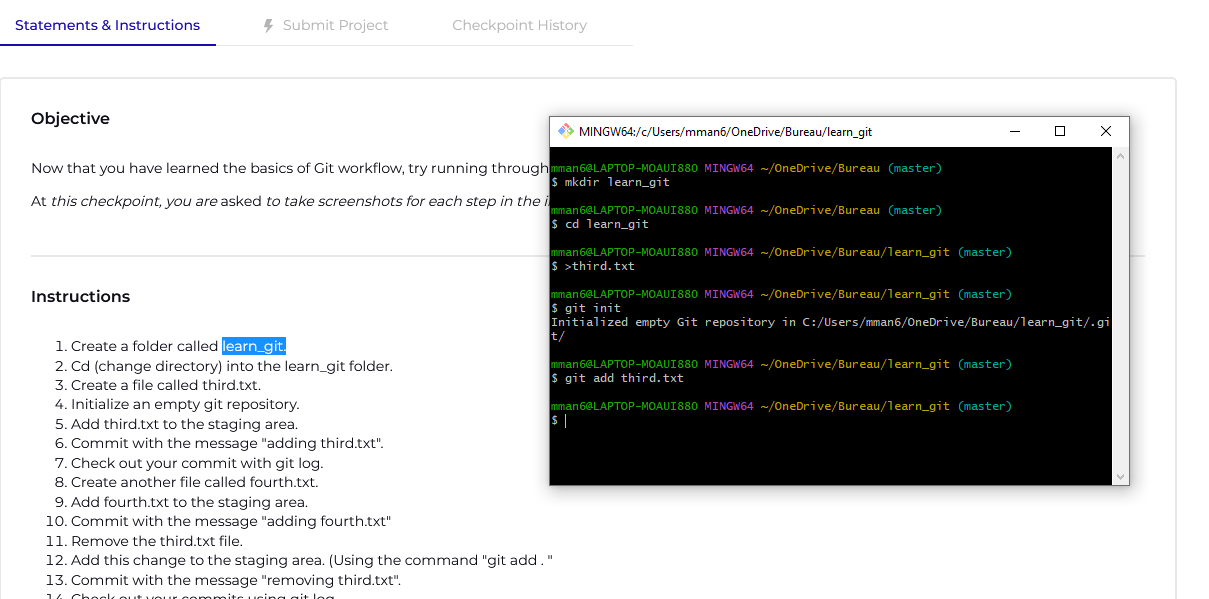 Statements & Instructions
Submit Project
Checkpoint History
Objective
Now that you have learned the basics of Git workflow, try running through
At this checkpoint, you are asked to take screenshots for each step in the
Instructions
1. Create a folder called learn_git.
2. Cd (change directory) into the learn_git folder.
3. Create a file called third.txt.
4. Initialize an empty git repository.
5. Add third.txt to the staging area.
6. Commit with the message "adding third.txt".
7. Check out your commit with git log.
8. Create another file called fourth.txt.
9. Add fourth.txt to the staging area.
10. Commit with the message "adding fourth.txt"
11. Remove the third.txt file.
12. Add this change to the staging area. (Using the command "git add . "
13. Commit with the message "removing third.txt".
14. Check out your commits using git log.
MINGW64:/c/Users/mman6/OneDrive/Bureau/learn_git
mman6@LAPTOP-MOAUI880 MINGW64 ~/OneDrive/Bureau (master)
$ mkdir learn_git
mman6@LAPTOP-MOAUI880 MINGW64 ~/OneDrive/Bureau (master)
$ cd learn_git
mman6@LAPTOP-MOAUI880 MINGW64 ~/OneDrive/Bureau/learn_git (master)
$ >third.txt
mman6@LAPTOP-MOAUI880 MINGW64 ~/OneDrive/Bureau/learn_git (master)
$ git init
Initialized empty Git repository in C:/Users/mman6/OneDrive/Bureau/learn_git/.gi
t/
mman6@LAPTOP-MOAUI880 MINGW64 ~/OneDrive/Bureau/learn_git (master)
$ git add third.txt
mman6@LAPTOP-MOAUI880 MINGW64 ~/OneDrive/Bureau/learn_git (master)
$